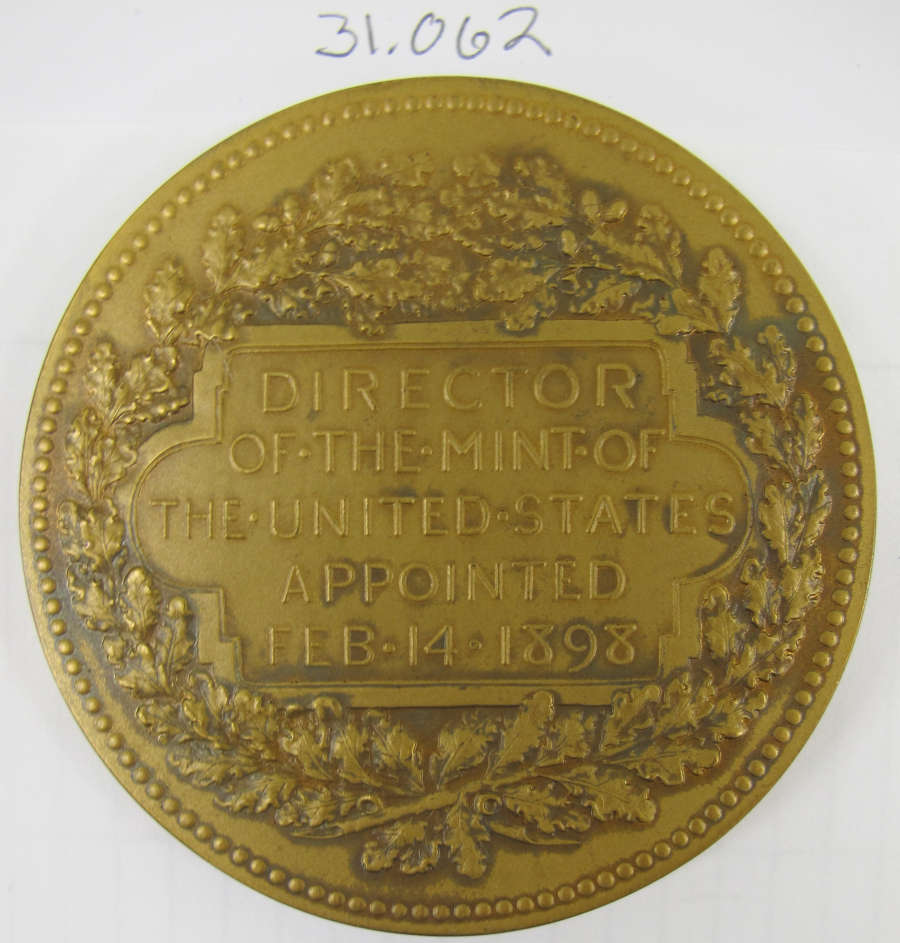 31.062
DIRECTOR
OF·THE·MINT·OF
THE·UNITED·STATES
APPOINTED
FEB·14·1898